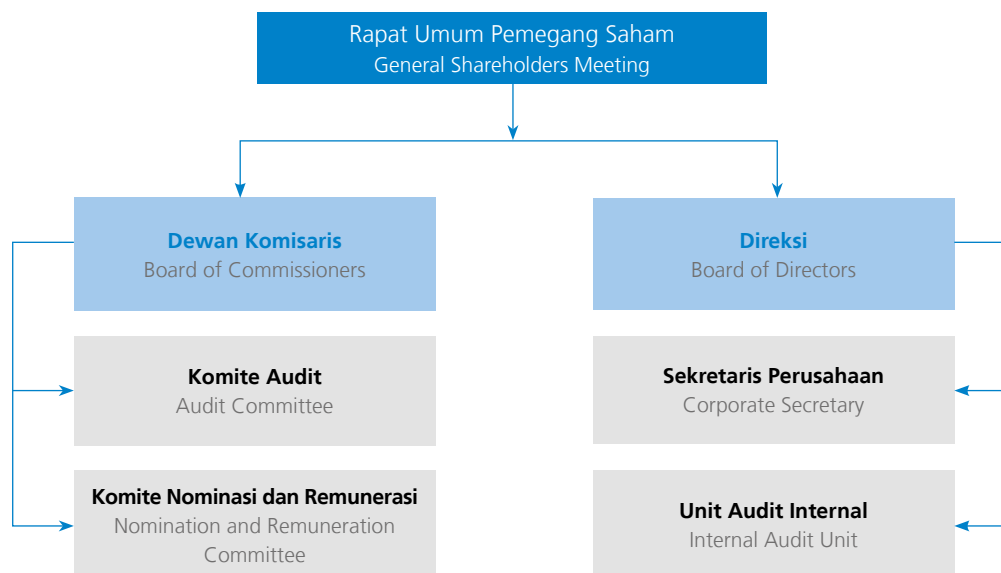 Rapat Umum Pemegang Saham
General Shareholders Meeting
Dewan Komisaris
Board of Commissioners
Direksi
Board of Directors
Komite Audit
Audit Committee
Sekretaris Perusahaan
Corporate Secretary
Komite Nominasi dan Remunerasi
Nomination and Remuneration
Committee
Unit Audit Internal
Internal Audit Unit